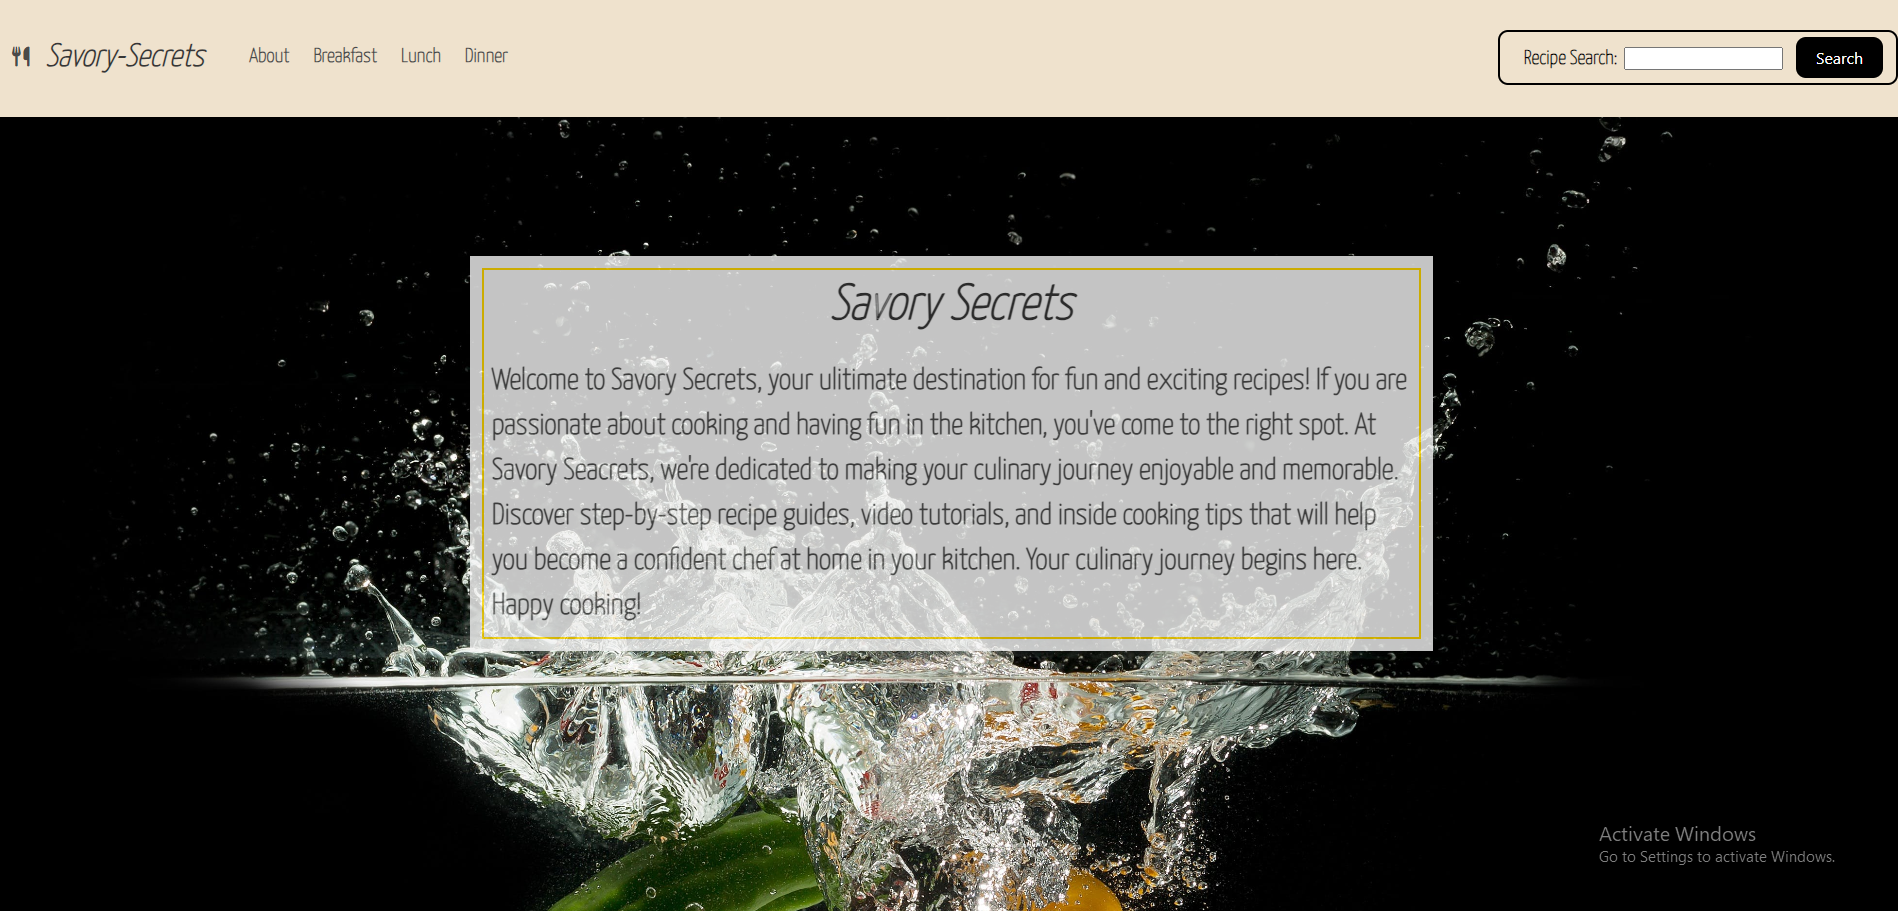 Savory-Secrets About Breakfast Lunch Dinner Recipe Search: Search
Savory Secrets
Welcome to Savory Secrets, your ulitimate destination for fun and exciting recipes! If you are
passionate about cooking and having fun in the kitchen, you've come to the right spot. At
Savory Seacrets, we're dedicated to making your culinary journey enjoyable and memorable.
Discover step-by-step recipe guides, video tutorials, and inside cooking tips that will help
you become a confident chef at home in your kitchen. Your culinary journey begins here.
Happy cooking!
Activate Windows
Go to Settings to activate Windows.